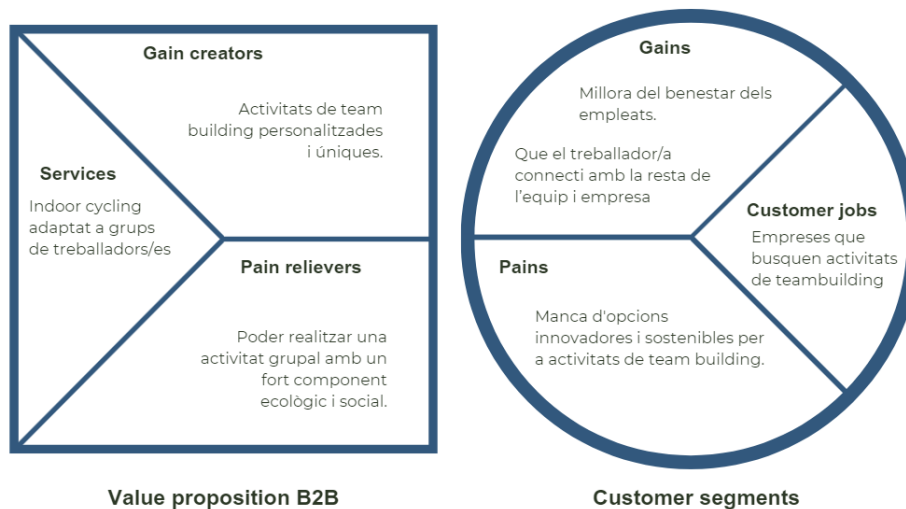 Gain creators
Activitats de team
building personalitzades
i úniques.
Services
Indoor cycling
adaptat a grups
de treballadors/es
Pain relievers
Poder realitzar una
activitat grupal amb un
fort component
ecològic i social.
Value proposition B2B
Gains
Millora del benestar dels
empleats.
Que el treballador/a
connecti amb la resta de
l'equip i empresa
Customer jobs
Empreses que
busquen activitats
de teambuilding
Pains
Manca d'opcions
innovadores i sostenibles per
a activitats de team building.
Customer segments